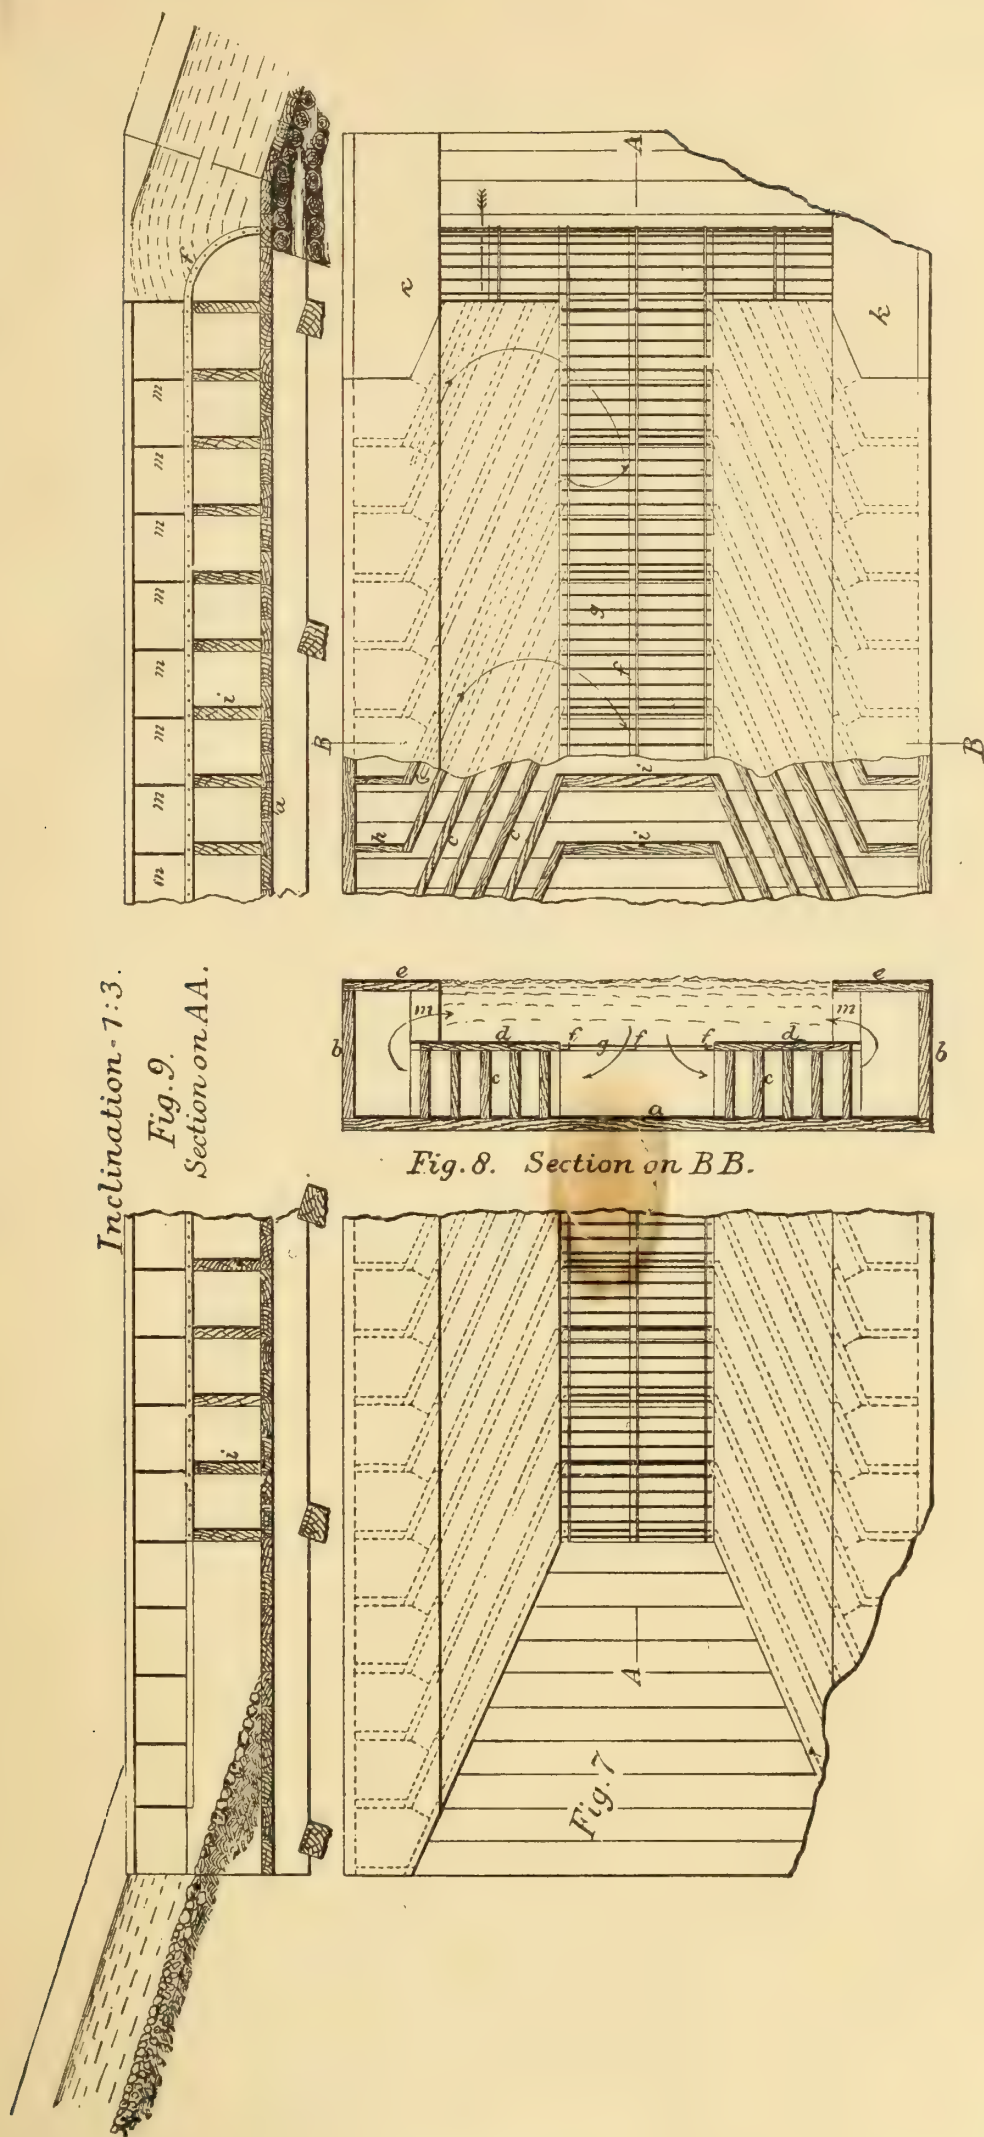 Inclination=1:3.
Fig. 9.
Section on AA.
f
m
m
m
m
m
m
m
m
i
a
i
A
x
k
g
f
B
B
h
c
c
c
i
i
e
e
m
m
b
b
d
d
f
f
f
g
c
c
a
Fig. 8. Section on BB.
A
Fig. 7